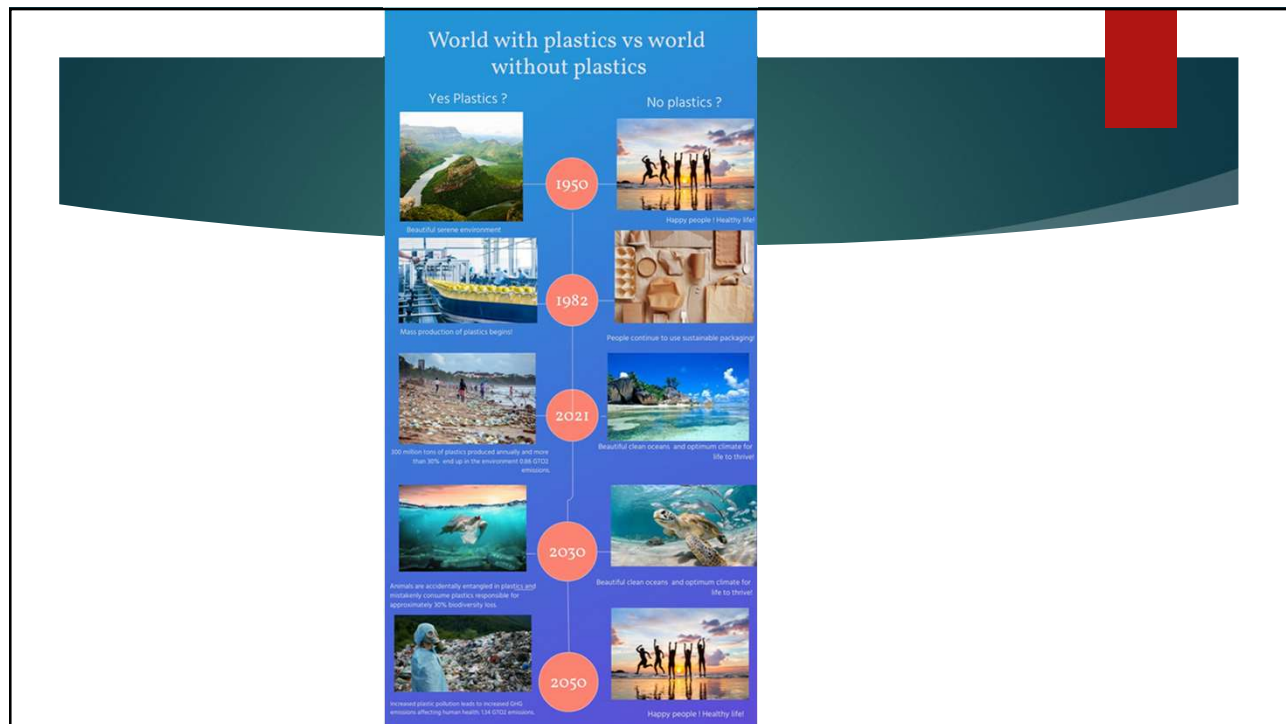 World with plastics vs world
without plastics
Yes Plastics ?
No plastics ?
1950
Beautiful serene environment
Happy people ! Healthy life!
1982
Mass production of plastics begins!
People continue to use sustainable packaging!
2021
300 million tons of plastics produced annually and more
than 30% end up in the environment 0.88 GTO2
emissions.
Beautiful clean oceans and optimum climate for
life to thrive!
2030
Animals are accidentally entangled in plastics and
mistakenly consume plastics responsible for
approximately 30% biodiversity loss.
Beautiful clean oceans and optimum climate for
life to thrive!
2050
Increased plastic pollution leads to increased GHG
emissions affecting human health. 1.34 GTO2 emissions.
Happy people ! Healthy life!